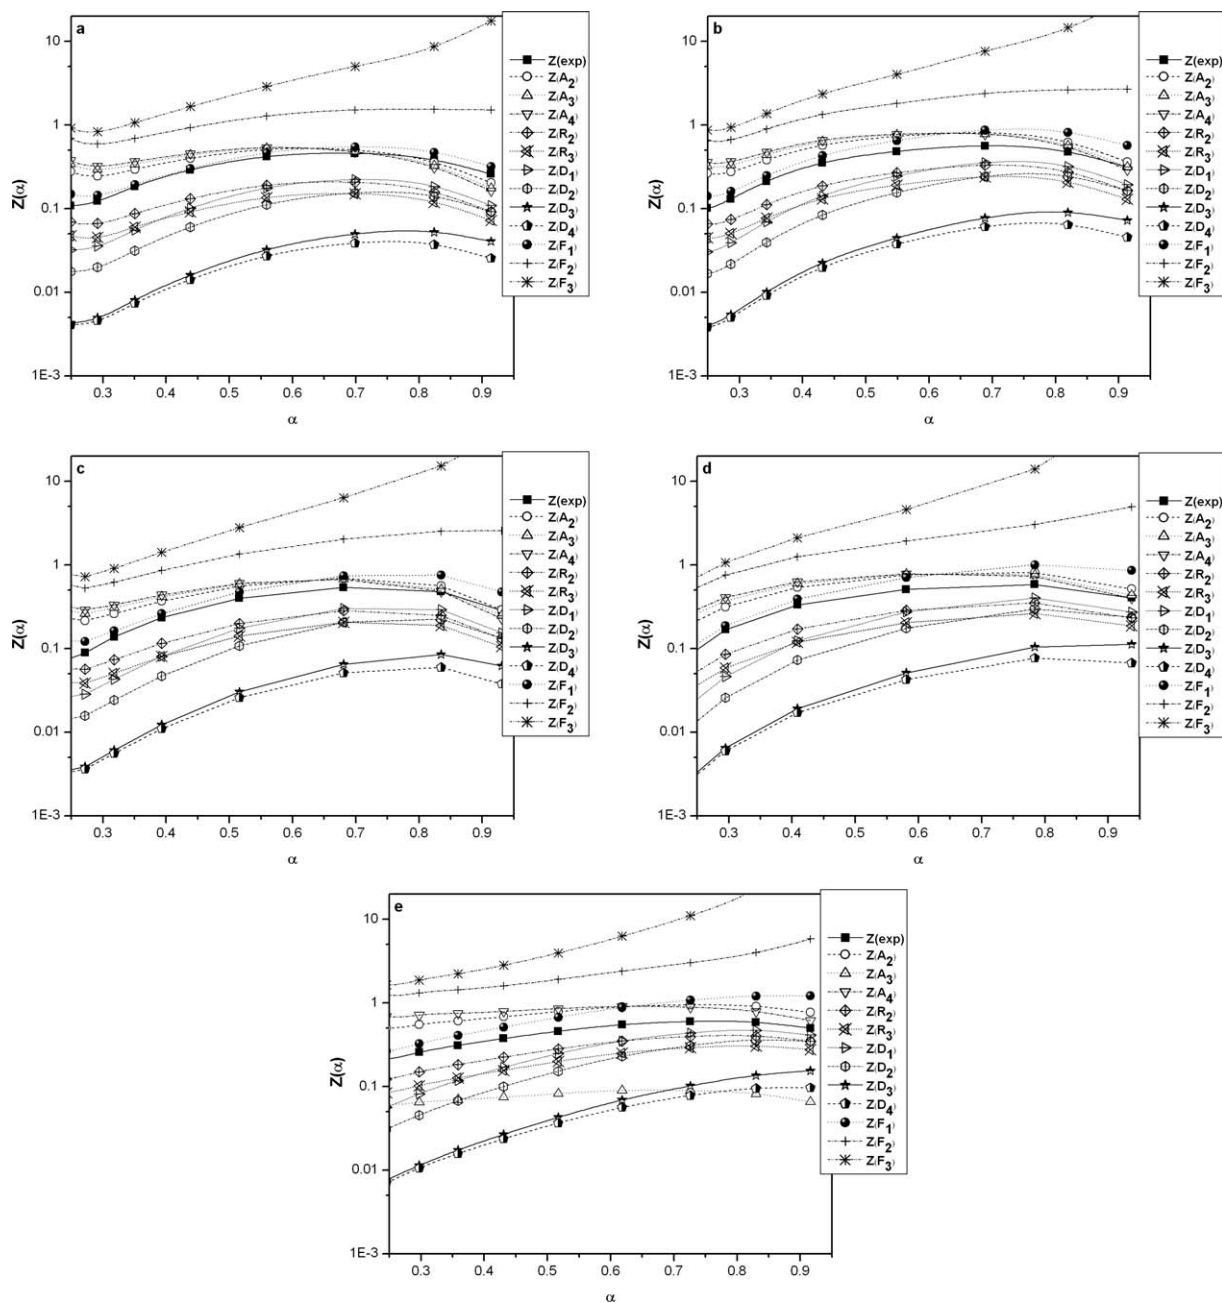 a
10
1
0.1
0.01
1E-3
Z(α)
0.3 0.4 0.5 0.6 0.7 0.8 0.9
α
Z(exp)
Z(A2)
Z(A3)
Z(A4)
Z(R2)
Z(R3)
Z(D1)
Z(D2)
Z(D3)
Z(D4)
Z(F1)
Z(F2)
Z(F3)
b
10
1
0.1
0.01
1E-3
Z(α)
0.3 0.4 0.5 0.6 0.7 0.8 0.9
α
Z(exp)
Z(A2)
Z(A3)
Z(A4)
Z(R2)
Z(R3)
Z(D1)
Z(D2)
Z(D3)
Z(D4)
Z(F1)
Z(F2)
Z(F3)
c
10
1
0.1
0.01
1E-3
Z(α)
0.3 0.4 0.5 0.6 0.7 0.8 0.9
α
Z(exp)
Z(A2)
Z(A3)
Z(A4)
Z(R2)
Z(R3)
Z(D1)
Z(D2)
Z(D3)
Z(D4)
Z(F1)
Z(F2)
Z(F3)
d
10
1
0.1
0.01
1E-3
Z(α)
0.3 0.4 0.5 0.6 0.7 0.8 0.9
α
Z(exp)
Z(A2)
Z(A3)
Z(A4)
Z(R2)
Z(R3)
Z(D1)
Z(D2)
Z(D3)
Z(D4)
Z(F1)
Z(F2)
Z(F3)
e
10
1
0.1
0.01
1E-3
Z(α)
0.3 0.4 0.5 0.6 0.7 0.8 0.9
α
Z(exp)
Z(A2)
Z(A3)
Z(A4)
Z(R2)
Z(R3)
Z(D1)
Z(D2)
Z(D3)
Z(D4)
Z(F1)
Z(F2)
Z(F3)